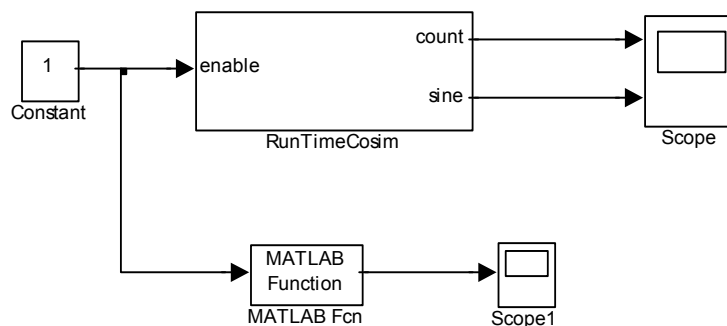 count
1
enable
sine
Constant
RunTimeCosim
Scope
MATLAB
Function
MATLAB Fcn
Scope1